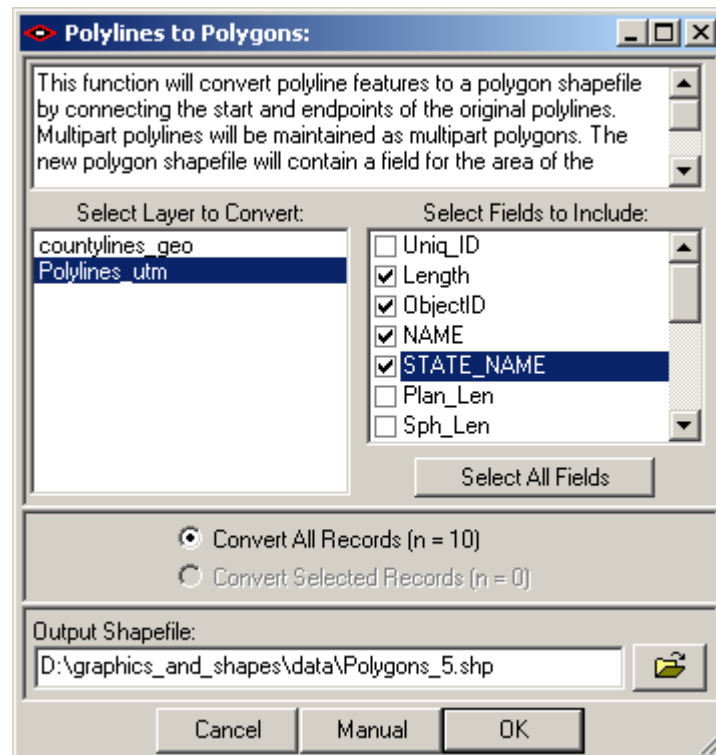 Polylines to Polygons:
This function will convert polyline features to a polygon shapefile
by connecting the start and endpoints of the original polylines.
Multipart polylines will be maintained as multipart polygons. The
new polygon shapefile will contain a field for the area of the
Select Layer to Convert:
countylines_geo
Polylines_utm
Select Fields to Include:
Uniq_ID
Length
ObjectID
NAME
STATE_NAME
Plan_Len
Sph_Len
Select All Fields
Convert All Records (n = 10)
Convert Selected Records (n = 0)
Output Shapefile:
D:\graphics_and_shapes\data\Polygons_5.shp
Cancel
Manual
OK